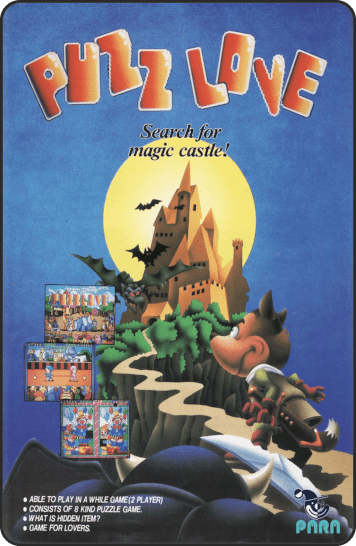 PUZZ LOVE
Search for
magic castle!
● ABLE TO PLAY IN A WHILE GAME(2 PLAYER)
● CONSISTS OF 8 KIND PUZZLE GAME.
● WHAT IS HIDDEN ITEM?
● GAME FOR LOVERS.
PARA